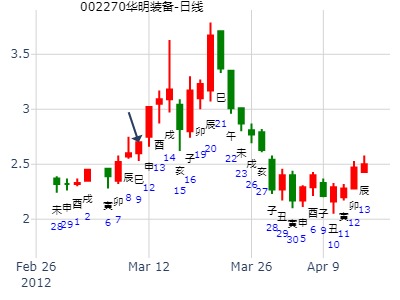 002270华明装备-日线
3.5
3
2.5
2
未
28
申
29
酉
1
戌
2
寅
6
卯
7
辰
8
巳
9
申
12
酉
13
戌
14
亥
15
子
16
卯
19
辰
20
巳
21
午
22
未
23
戌
26
亥
27
子
28
丑
29
寅
30
申
5
酉
6
子
9
丑
10
寅
11
卯
12
辰
13
Feb 26
2012
Mar 12
Mar 26
Apr 9